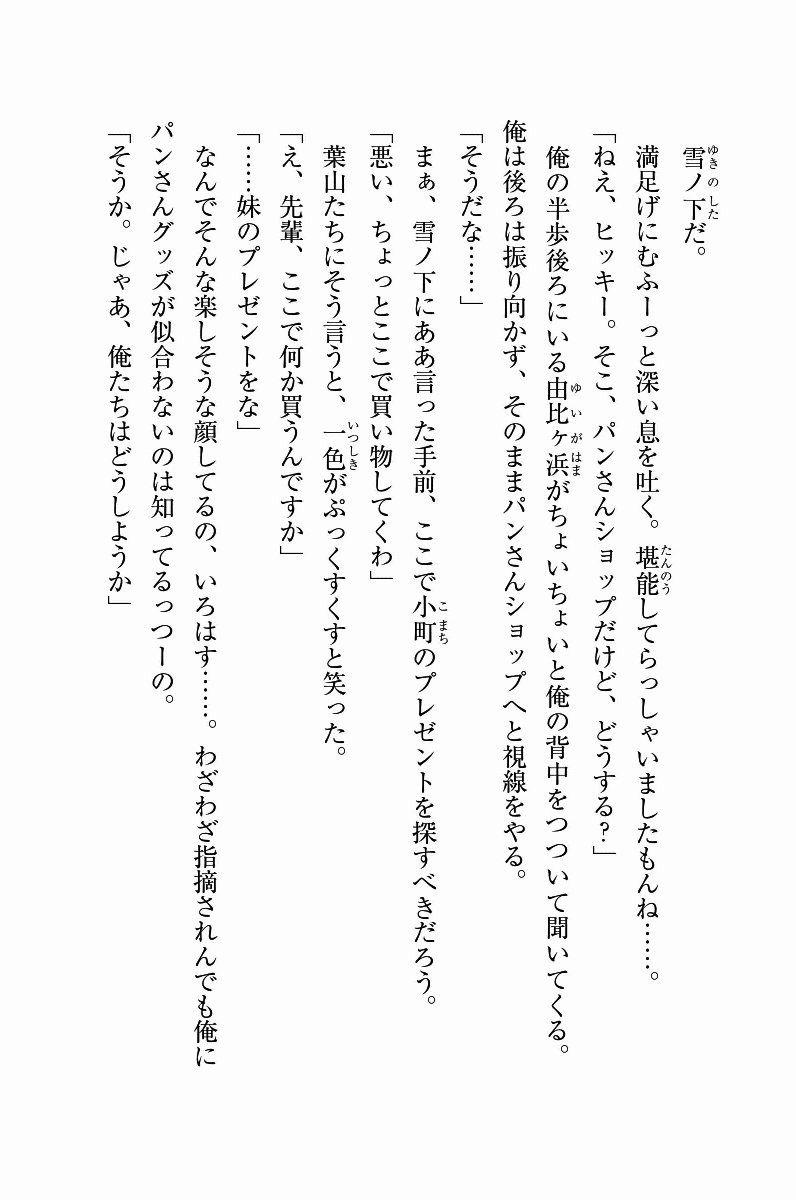 雪ノ下だ。
満足げにむふーっと深い息を吐く。堪能してらっしゃいましたもんね……。
「ねえ、ヒッキー。そこ、パンさんショップだけど、どうする?」
俺の半歩後ろにいる由比ヶ浜がちょいちょいと俺の背中をつついて聞いてくる。
俺は後ろは振り向かず、そのままパンさんショップへと視線をやる。
「そうだな……」
まぁ、雪ノ下にああ言った手前、ここで小町のプレゼントを探すべきだろう。
「悪い、ちょっとここで買い物してくわ」
葉山たちにそう言うと、一色がぷっくすくすと笑った。
「え、先輩、ここで何か買うんですか」
「……妹のプレゼントをな」
なんでそんな楽しそうな顔してるの、いろはす……。わざわざ指摘されんでも俺に
パンさんグッズが似合わないのは知ってるっつーの。
「そうか。じゃあ、俺たちはどうしようか」